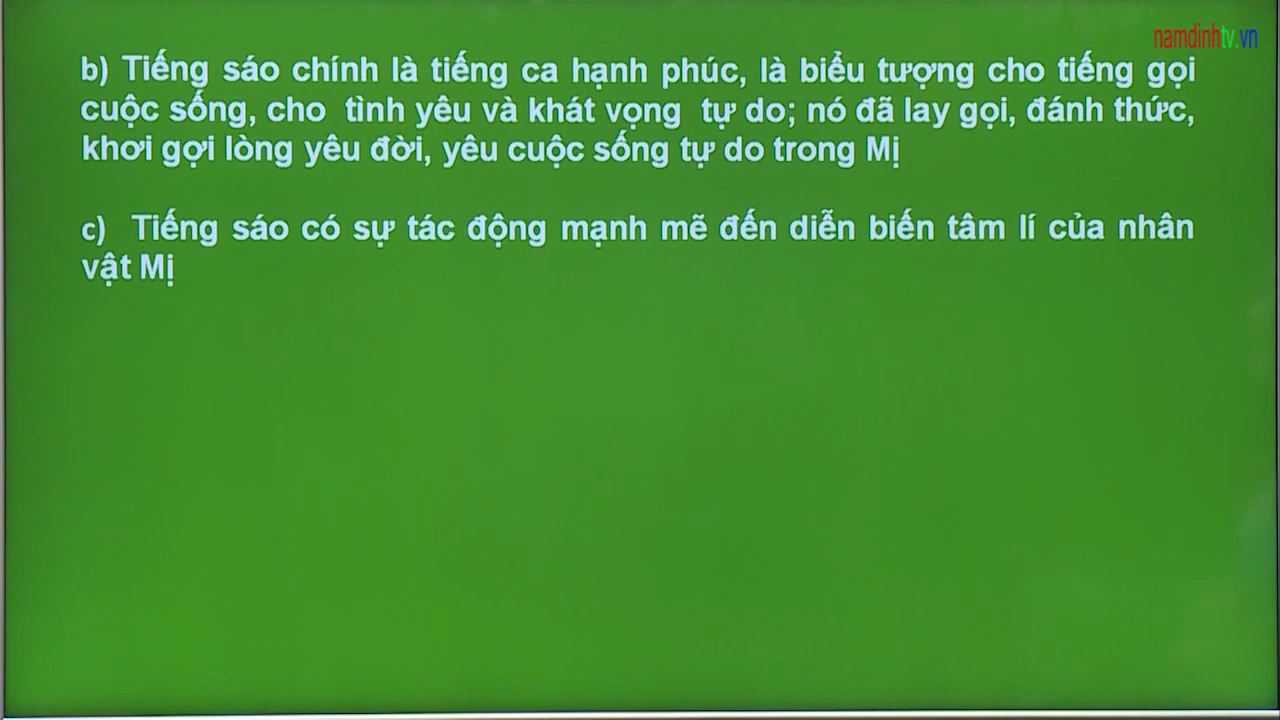 namdinhtv.vn
b) Tiếng sáo chính là tiếng ca hạnh phúc, là biểu tượng cho tiếng gọi
cuộc sống, cho tình yêu và khát vọng tự do; nó đã lay gọi, đánh thức,
khơi gợi lòng yêu đời, yêu cuộc sống tự do trong Mị
c) Tiếng sáo có sự tác động mạnh mẽ đến diễn biến tâm lí của nhân
vật Mị